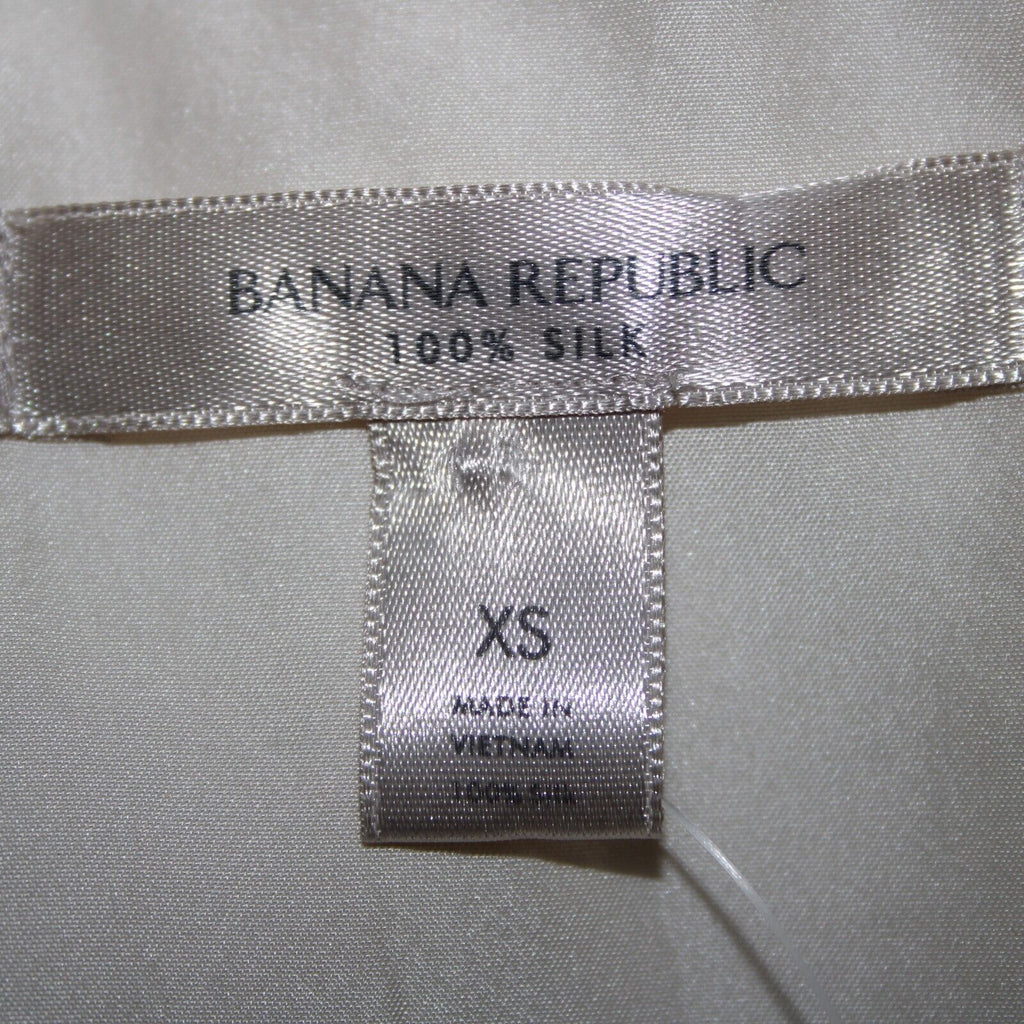 BANANA REPUBLIC
100% SILK
XS
MADE IN
VIETNAM
100% SILK